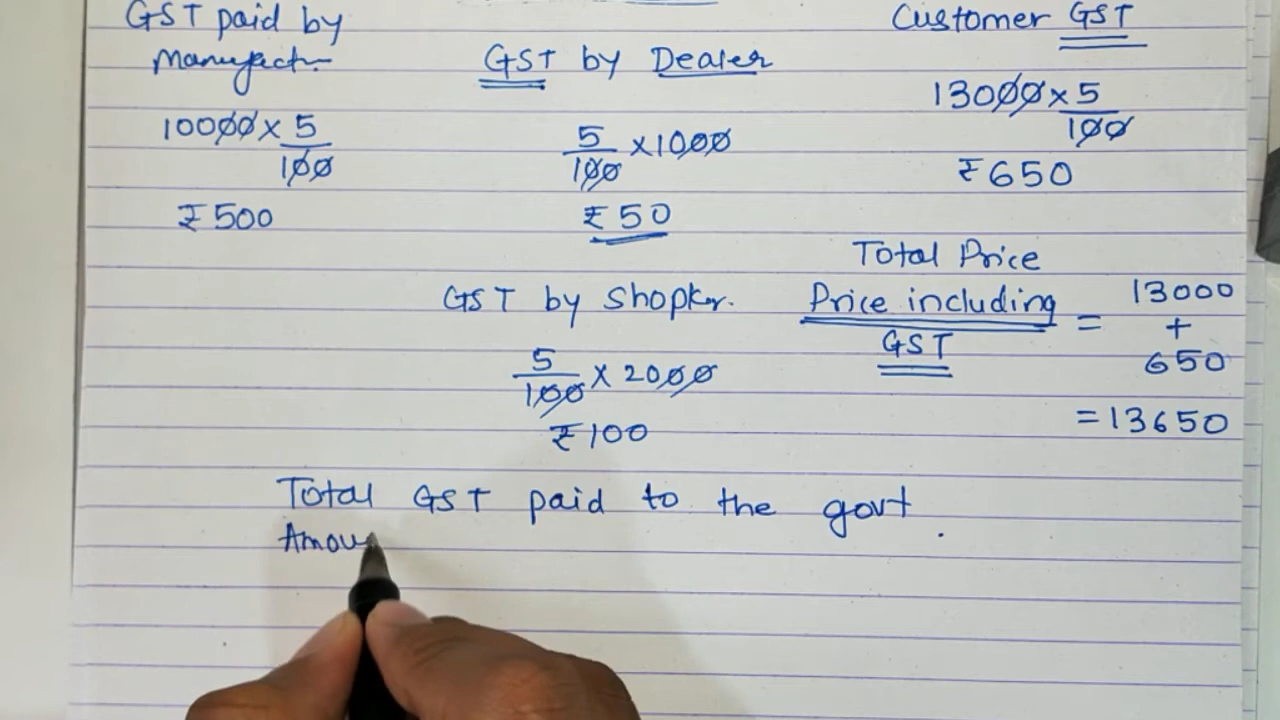 GST paid by
Manufactr
10000 × 5
100
₹500
GST by Dealer
5
100
× 1000
₹50
Customer GST
13000 × 5
100
₹650
GST by Shopkr.
5
100
× 2000
₹100
Total Price
Price including
GST
= 13000
+
650
= 13650
Total GST paid to the govt.
Amou